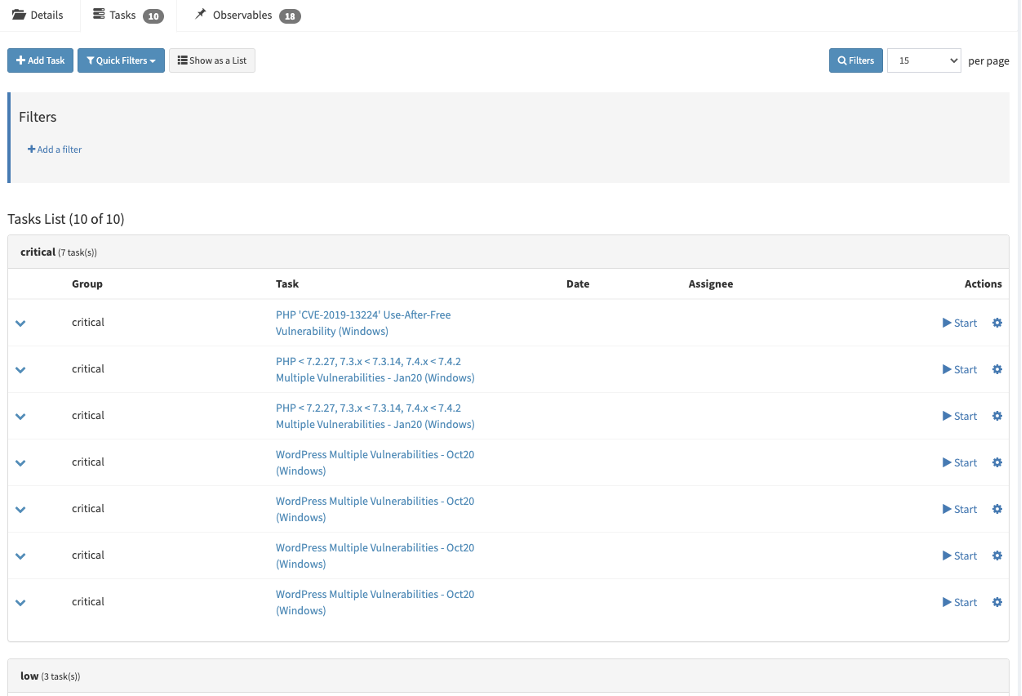 Details Tasks 10 Observables 18
Add Task Quick Filters Show as a List Filters 15 per page
Filters
Add a filter
Tasks List (10 of 10)
critical (7 task(s))
Group Task Date Assignee Actions
critical PHP 'CVE-2019-13224' Use-After-Free Start
Vulnerability (Windows)
critical PHP < 7.2.27, 7.3.x < 7.3.14, 7.4.x < 7.4.2 Start
Multiple Vulnerabilities - Jan20 (Windows)
critical PHP < 7.2.27, 7.3.x < 7.3.14, 7.4.x < 7.4.2 Start
Multiple Vulnerabilities - Jan20 (Windows)
critical WordPress Multiple Vulnerabilities - Oct20 Start
(Windows)
critical WordPress Multiple Vulnerabilities - Oct20 Start
(Windows)
critical WordPress Multiple Vulnerabilities - Oct20 Start
(Windows)
critical WordPress Multiple Vulnerabilities - Oct20 Start
(Windows)
low (3 task(s))